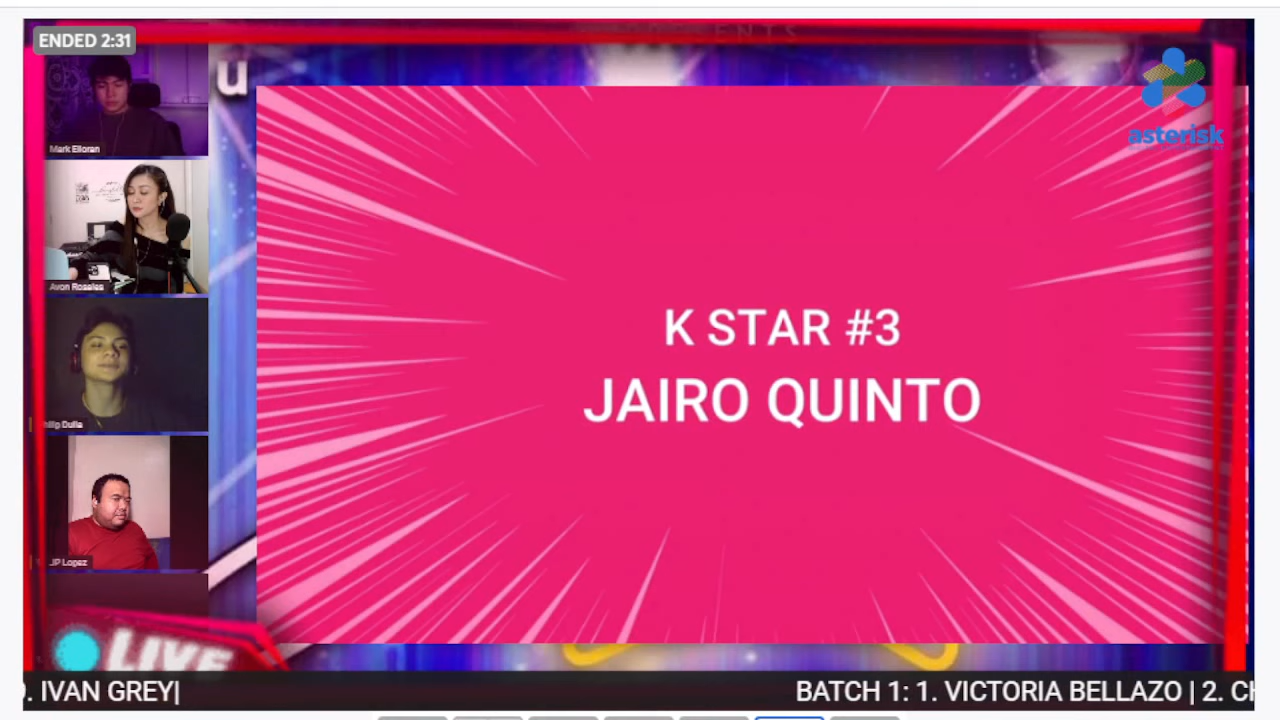 ENDED 2:31
u
asterisk
Mark Elloran
Avon Rosales
K STAR #3
JAIRO QUINTO
JP Lopez
LIVE
. IVAN GREY|
BATCH 1: 1. VICTORIA BELLAZO | 2. CH